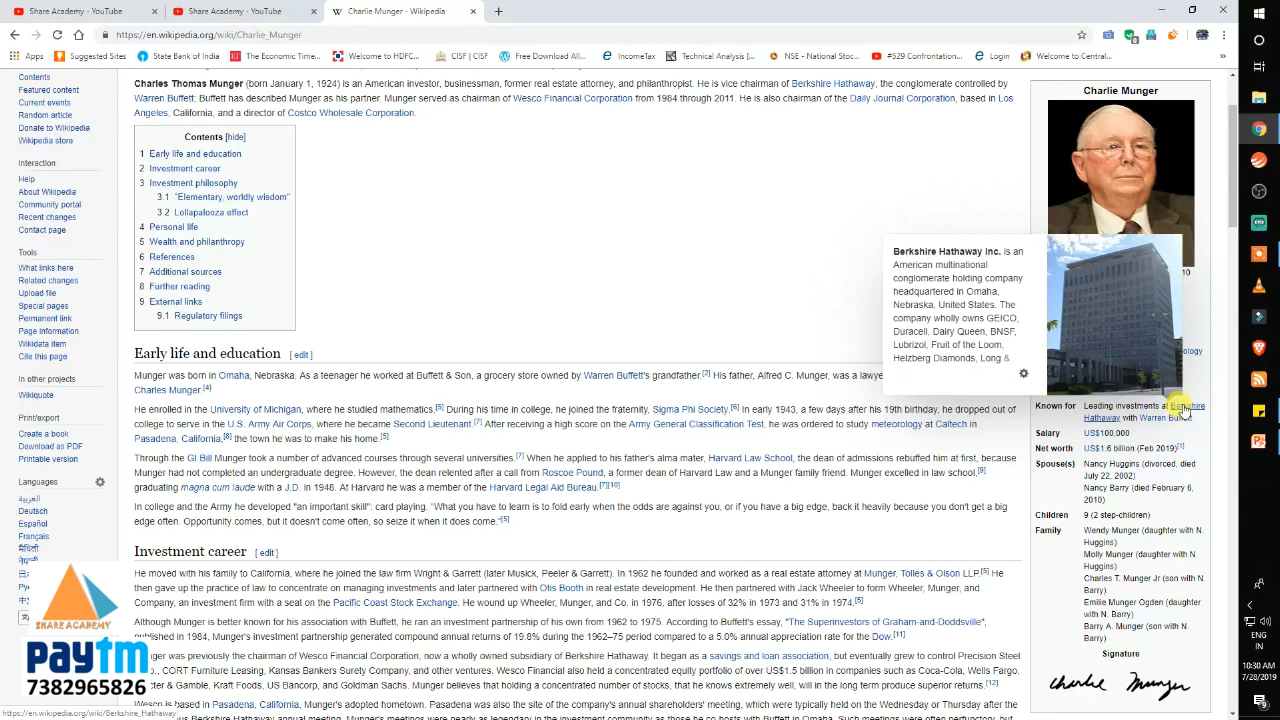 Share Academy - YouTube
Share Academy - YouTube
Charlie Munger - Wikipedia
https://en.wikipedia.org/wiki/Charlie_Munger
Apps
Suggested Sites
State Bank of India
The Economic Time...
Welcome to HDFC...
CISF | CISF
Free Download All...
IncomeTax
Technical Analysis [...
NSE - National Stoc...
#529 Confrontation...
Login
Welcome to Central...
Contents
Featured content
Current events
Random article
Donate to Wikipedia
Wikipedia store
Interaction
Help
About Wikipedia
Community portal
Recent changes
Contact page
Tools
What links here
Related changes
Upload file
Special pages
Permanent link
Page information
Wikidata item
Cite this page
In other projects
Wikiquote
Print/export
Create a book
Download as PDF
Printable version
Languages
العربية
Deutsch
Español
Français
मैथिली
Charles Thomas Munger (born January 1, 1924) is an American investor, businessman, former real estate attorney, and philanthropist. He is vice chairman of Berkshire Hathaway, the conglomerate controlled by
Warren Buffett; Buffett has described Munger as his partner. Munger served as chairman of Wesco Financial Corporation from 1984 through 2011. He is also chairman of the Daily Journal Corporation, based in Los
Angeles, California, and a director of Costco Wholesale Corporation.
Contents [hide]
1 Early life and education
2 Investment career
3 Investment philosophy
3.1 "Elementary, worldly wisdom"
3.2 Lollapalooza effect
4 Personal life
5 Wealth and philanthropy
6 References
7 Additional sources
8 Further reading
9 External links
9.1 Regulatory filings
Early life and education [ edit ]
Munger was born in Omaha, Nebraska. As a teenager he worked at Buffett & Son, a grocery store owned by Warren Buffett's grandfather.[2] His father, Alfred C. Munger, was a lawye
Charles Munger.[4]
He enrolled in the University of Michigan, where he studied mathematics.[5] During his time in college, he joined the fraternity, Sigma Phi Society.[6] In early 1943, a few days after his 19th birthday, he dropped out of
college to serve in the U.S. Army Air Corps, where he became Second Lieutenant.[7] After receiving a high score on the Army General Classification Test, he was ordered to study meteorology at Caltech in
Pasadena, California,[8] the town he was to make his home.[5]
Through the GI Bill Munger took a number of advanced courses through several universities.[7] When he applied to his father's alma mater, Harvard Law School, the dean of admissions rebuffed him at first, because
Munger had not completed an undergraduate degree. However, the dean relented after a call from Roscoe Pound, a former dean of Harvard Law and a Munger family friend. Munger excelled in law school,[9]
graduating magna cum laude with a J.D. in 1948. At Harvard he was a member of the Harvard Legal Aid Bureau.[7][10]
In college and the Army he developed "an important skill": card playing. "What you have to learn is to fold early when the odds are against you, or if you have a big edge, back it heavily because you don't get a big
edge often. Opportunity comes, but it doesn't come often, so seize it when it does come."[5]
Investment career [ edit ]
He moved with his family to California, where he joined the law firm Wright & Garrett (later Musick, Peeler & Garrett). In 1962 he founded and worked as a real estate attorney at Munger, Tolles & Olson LLP.[5] He
then gave up the practice of law to concentrate on managing investments and later partnered with Otis Booth in real estate development. He then partnered with Jack Wheeler to form Wheeler, Munger, and
Company, an investment firm with a seat on the Pacific Coast Stock Exchange. He wound up Wheeler, Munger, and Co. in 1976, after losses of 32% in 1973 and 31% in 1974.[5]
Although Munger is better known for his association with Buffett, he ran an investment partnership of his own from 1962 to 1975. According to Buffett's essay, "The Superinvestors of Graham-and-Doddsville",
published in 1984, Munger's investment partnership generated compound annual returns of 19.8% during the 1962–75 period compared to a 5.0% annual appreciation rate for the Dow.[11]
unger was previously the chairman of Wesco Financial Corporation, now a wholly owned subsidiary of Berkshire Hathaway. It began as a savings and loan association, but eventually grew to control Precision Steel
., CORT Furniture Leasing, Kansas Bankers Surety Company, and other ventures. Wesco Financial also held a concentrated equity portfolio of over US$1.5 billion in companies such as Coca-Cola, Wells Fargo,
ter & Gamble, Kraft Foods, US Bancorp, and Goldman Sachs. Munger believes that holding a concentrated number of stocks, that he knows extremely well, will in the long term produce superior returns.[12]
Wesco is based in Pasadena, California, Munger's adopted hometown. Pasadena was also the site of the company's annual shareholders' meeting, which were typically held on the Wednesday or Thursday after the
Charlie Munger
10
Berkshire Hathaway Inc. is an
American multinational
conglomerate holding company
headquartered in Omaha,
Nebraska, United States. The
company wholly owns GEICO,
Duracell, Dairy Queen, BNSF,
Lubrizol, Fruit of the Loom,
Helzberg Diamonds, Long &
ology
Known for Leading investments at Berkshire
Hathaway with Warren Buffett
Salary US$100,000
Net worth US$1.6 billion (Feb 2019)[1]
Spouse(s) Nancy Huggins (divorced, died
July 22, 2002)
Nancy Barry (died February 6,
2010)
Children 9 (2 step-children)
Family Wendy Munger (daughter with N.
Huggins)
Molly Munger (daughter with N.
Huggins)
Charles T. Munger Jr (son with N.
Barry)
Emilie Munger Ogden (daughter
with N. Barry)
Barry A. Munger (son with N.
Barry)
Signature
Charlie Munger
SHARE ACADEMY
paytm
7382965826
https://en.wikipedia.org/wiki/Berkshire_Hathaway
ENG
IN
10:30 AM
7/28/2019